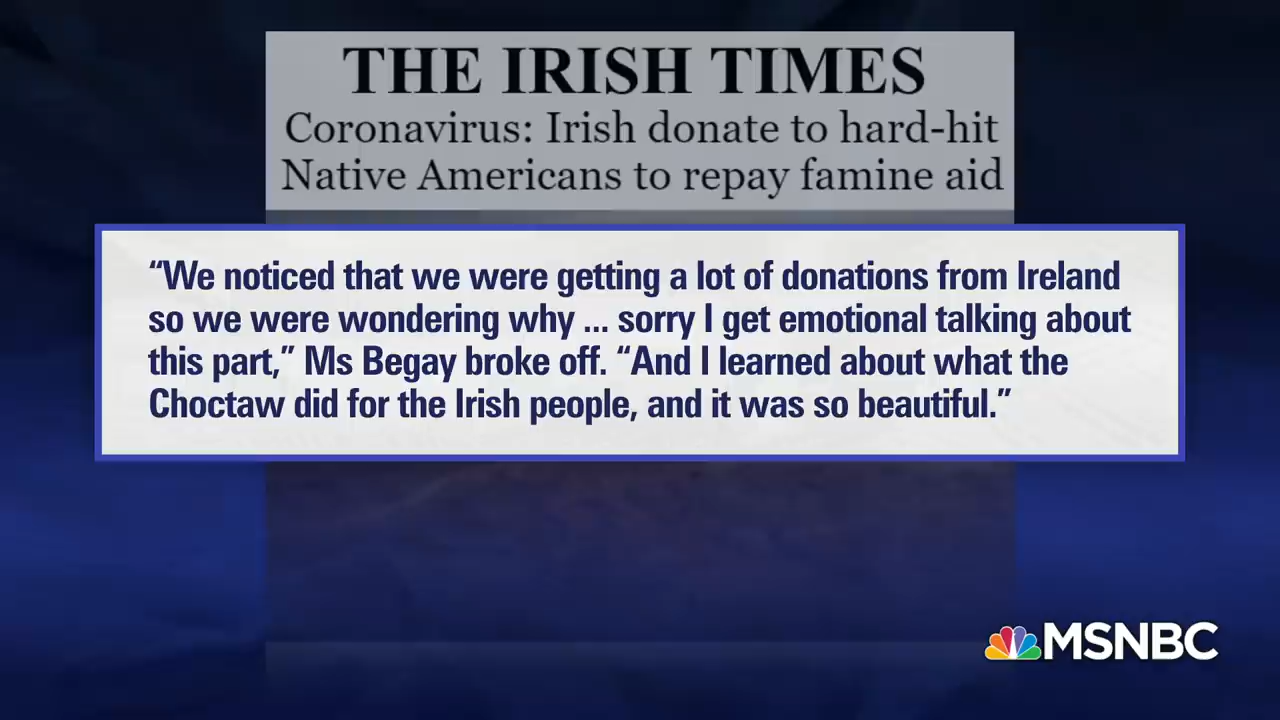 THE IRISH TIMES
Coronavirus: Irish donate to hard-hit
Native Americans to repay famine aid
“We noticed that we were getting a lot of donations from Ireland
so we were wondering why ... sorry I get emotional talking about
this part,” Ms Begay broke off. “And I learned about what the
Choctaw did for the Irish people, and it was so beautiful.”
MSNBC